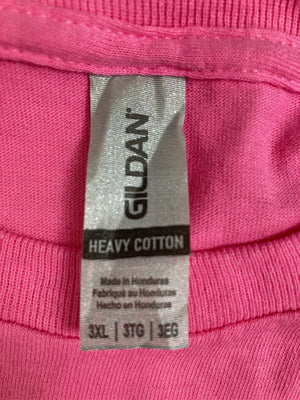 GILDAN®
HEAVY COTTON
Made in Honduras
Fabriqué au Honduras
Hecho en Honduras
3XL | 3TG | 3EG